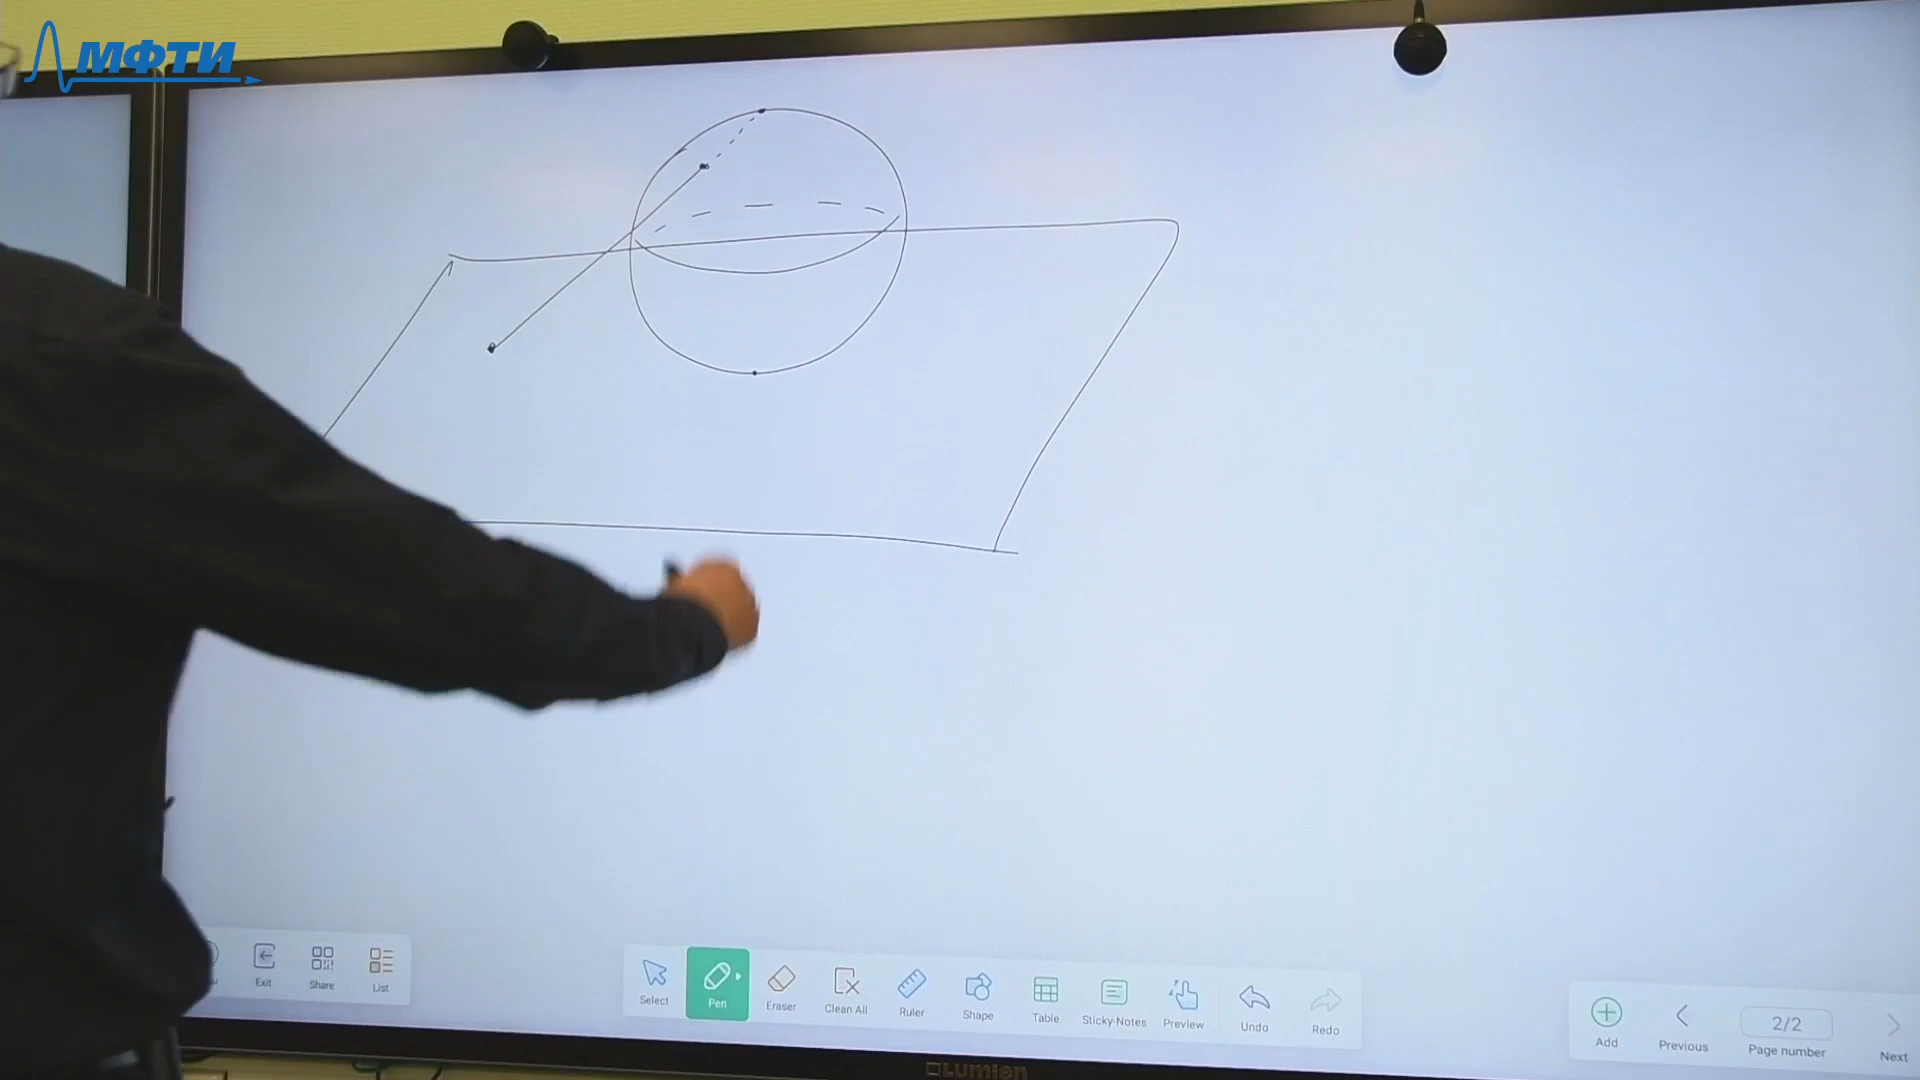 МФТИ
Exit
Share
List
Select
Pen
Eraser
Clean All
Ruler
Shape
Table
Sticky-Notes
Preview
Undo
Redo
Add
Previous
2/2
Page number
Next
Lumien